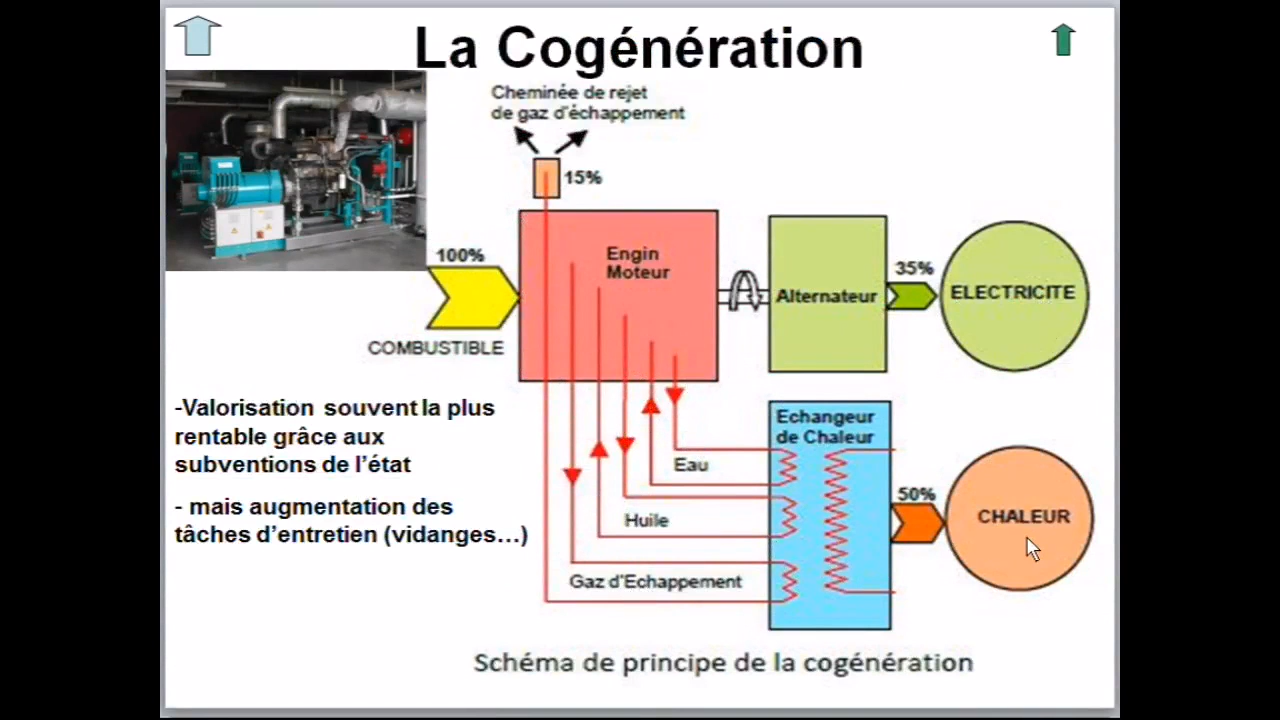 La Cogénération
Cheminée de rejet
de gaz d'échappement
15%
100%
Engin
Moteur
COMBUSTIBLE
Alternateur
35%
ELECTRICITE
-Valorisation souvent la plus
rentable grâce aux
subventions de l'état
- mais augmentation des
tâches d'entretien (vidanges...)
Echangeur
de Chaleur
Eau
Huile
Gaz d'Echappement
50%
CHALEUR
Schéma de principe de la cogénération